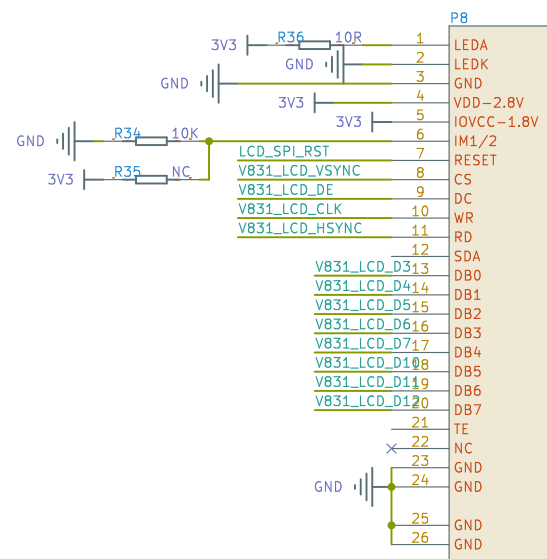 P8
3V3 R36 10R 1 LEDA
GND 2 LEDK
GND 3 GND
3V3 4 VDD-2.8V
3V3 5 IOVCC-1.8V
GND R34 10K 6 IM1/2
LCD_SPI_RST 7 RESET
3V3 R35 NC V831_LCD_VSYNC 8 CS
V831_LCD_DE 9 DC
V831_LCD_CLK 10 WR
V831_LCD_HSYNC 11 RD
12 SDA
V831_LCD_D3 13 DB0
V831_LCD_D4 14 DB1
V831_LCD_D5 15 DB2
V831_LCD_D6 16 DB3
V831_LCD_D7 17 DB4
V831_LCD_D10 18 DB5
V831_LCD_D11 19 DB6
V831_LCD_D12 20 DB7
21 TE
22 NC
23 GND
GND 24 GND
25 GND
26 GND